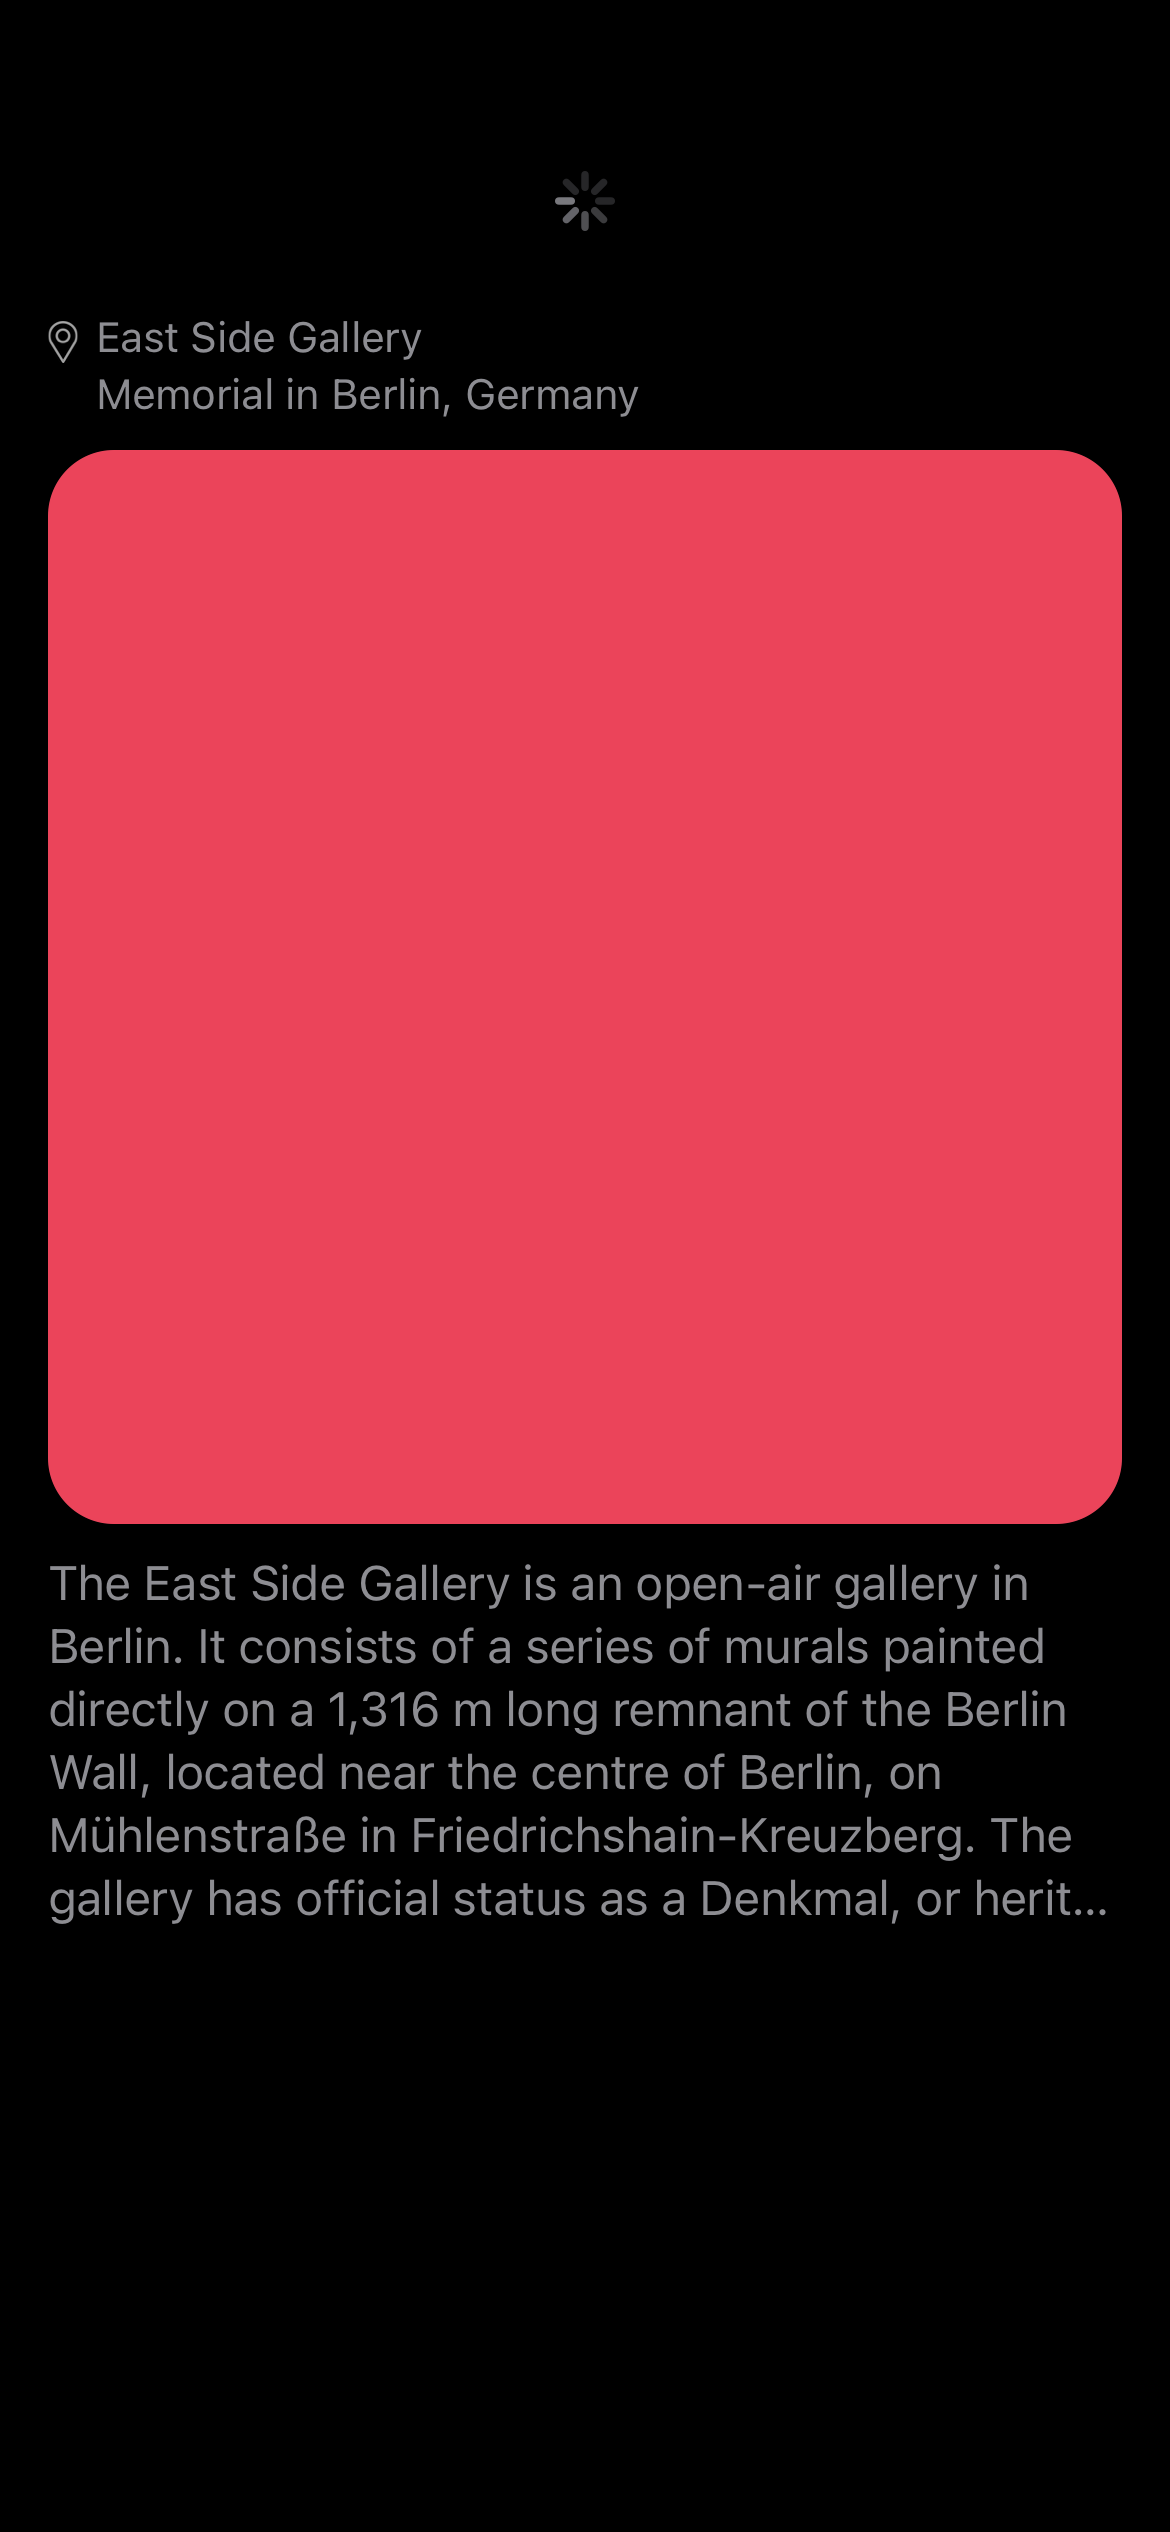 East Side Gallery
Memorial in Berlin, Germany
The East Side Gallery is an open-air gallery in
Berlin. It consists of a series of murals painted
directly on a 1,316 m long remnant of the Berlin
Wall, located near the centre of Berlin, on
Mühlenstraße in Friedrichshain-Kreuzberg. The
gallery has official status as a Denkmal, or herit...